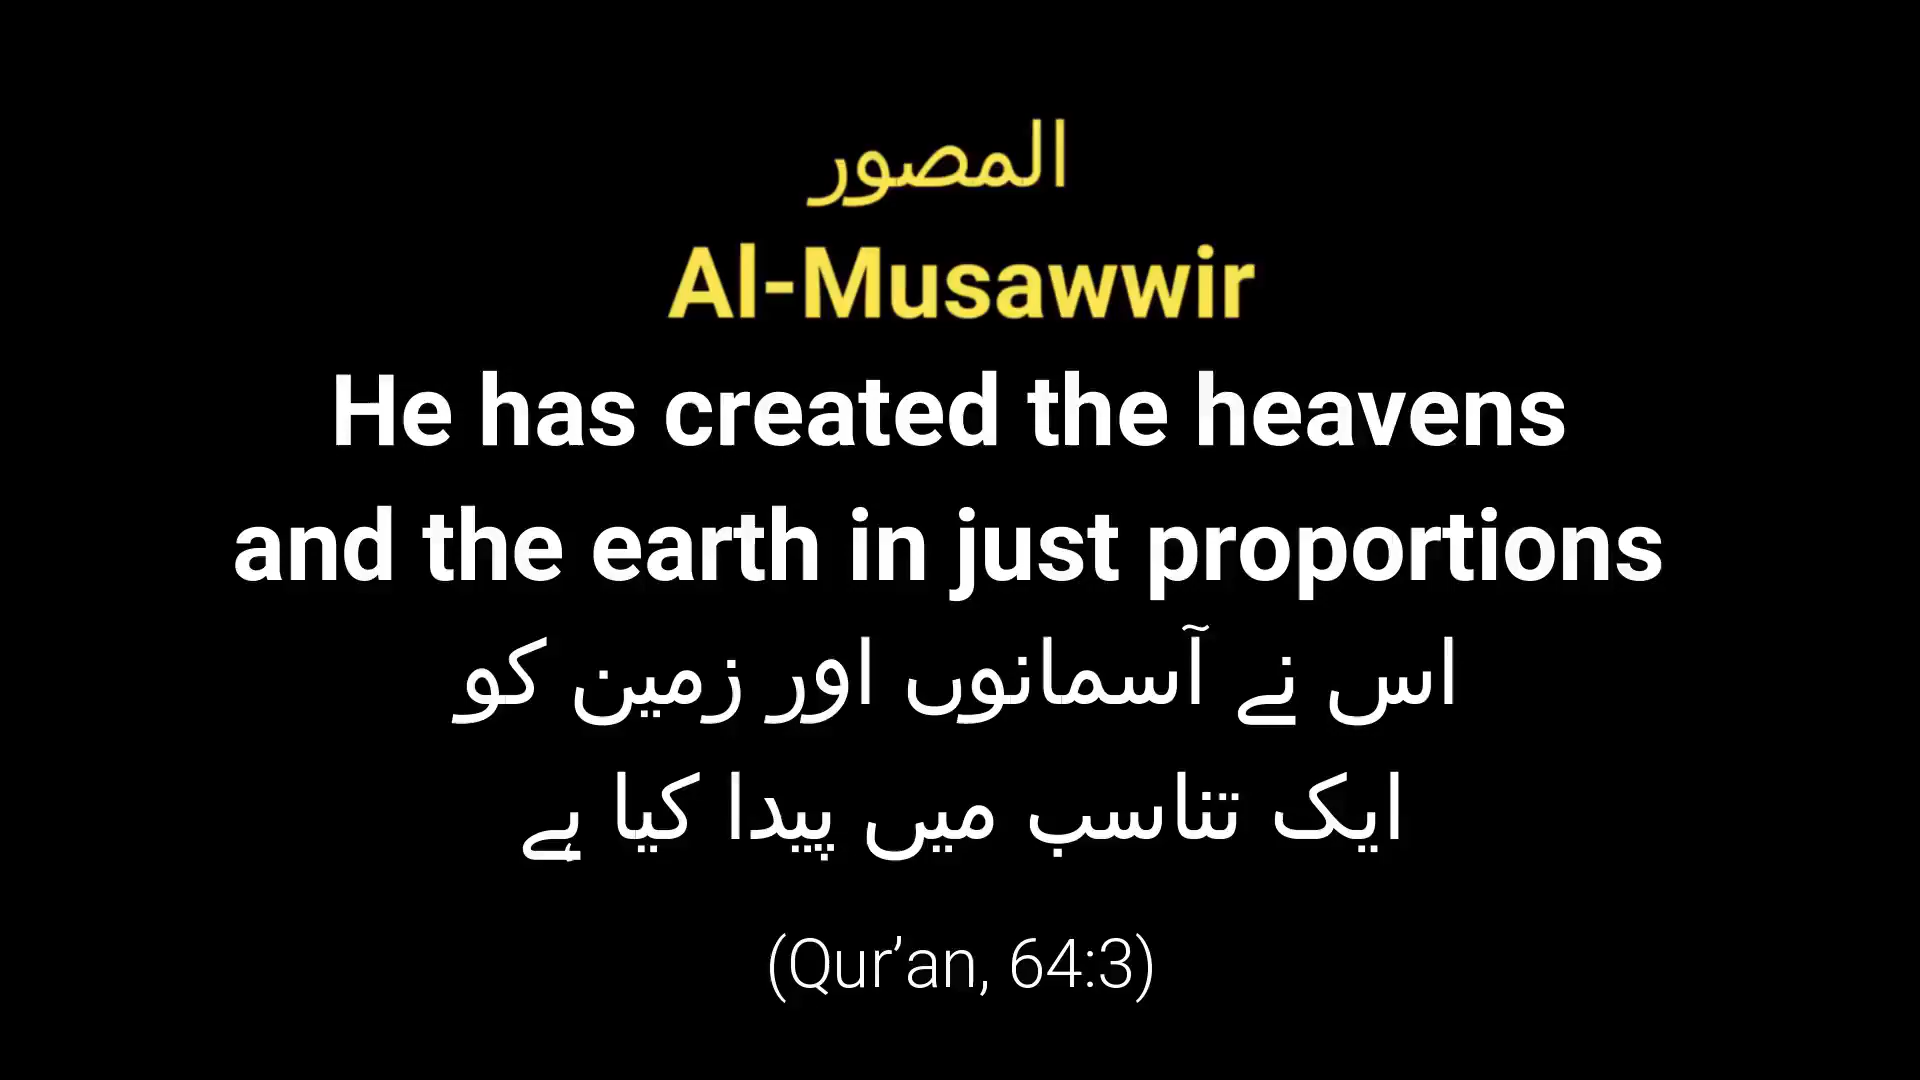 المصور
Al-Musawwir
He has created the heavens
and the earth in just proportions
اس نے آسمانوں اور زمین کو
ایک تناسب میں پیدا کیا ہے
(Qur’an, 64:3)